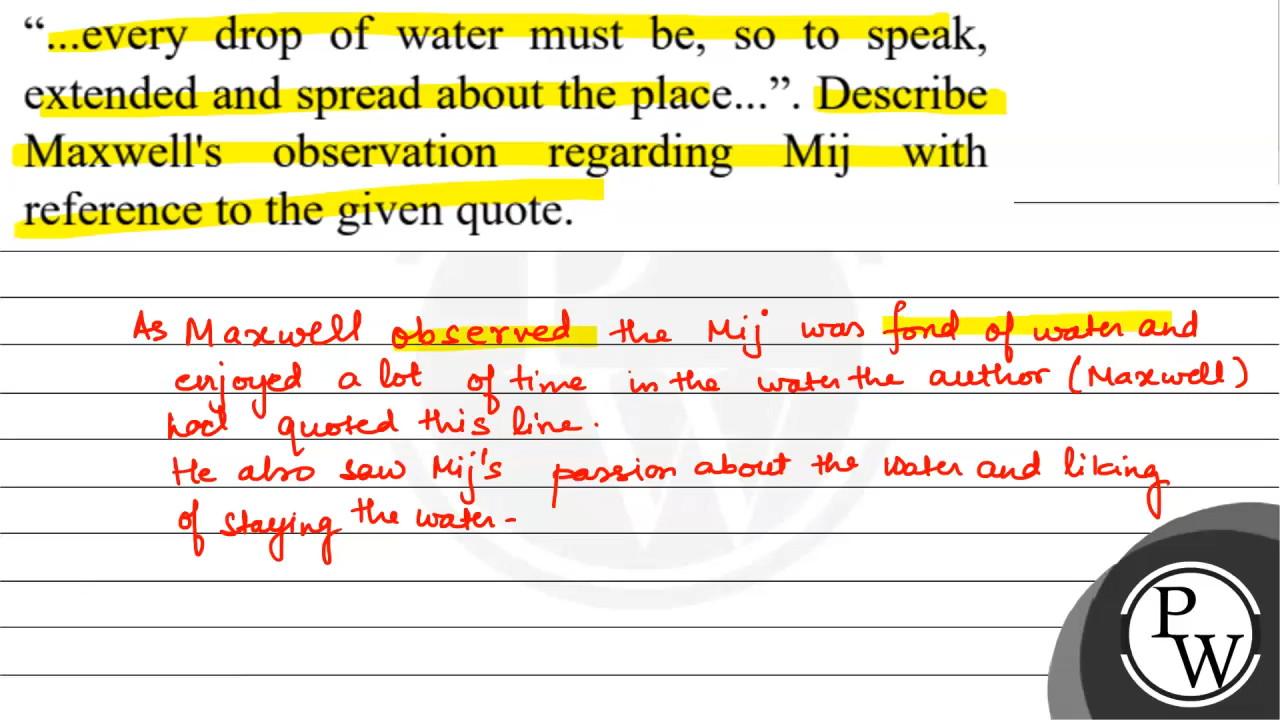 “...every drop of water must be, so to speak,
extended and spread about the place...”. Describe
Maxwell's observation regarding Mij with
reference to the given quote.
As Maxwell observed the Mij was fond of water and
enjoyed a lot of time in the water the author (Maxwell)
had quoted this line.
He also saw Mij's passion about the water and liking
of staying the water-
P
W
PW